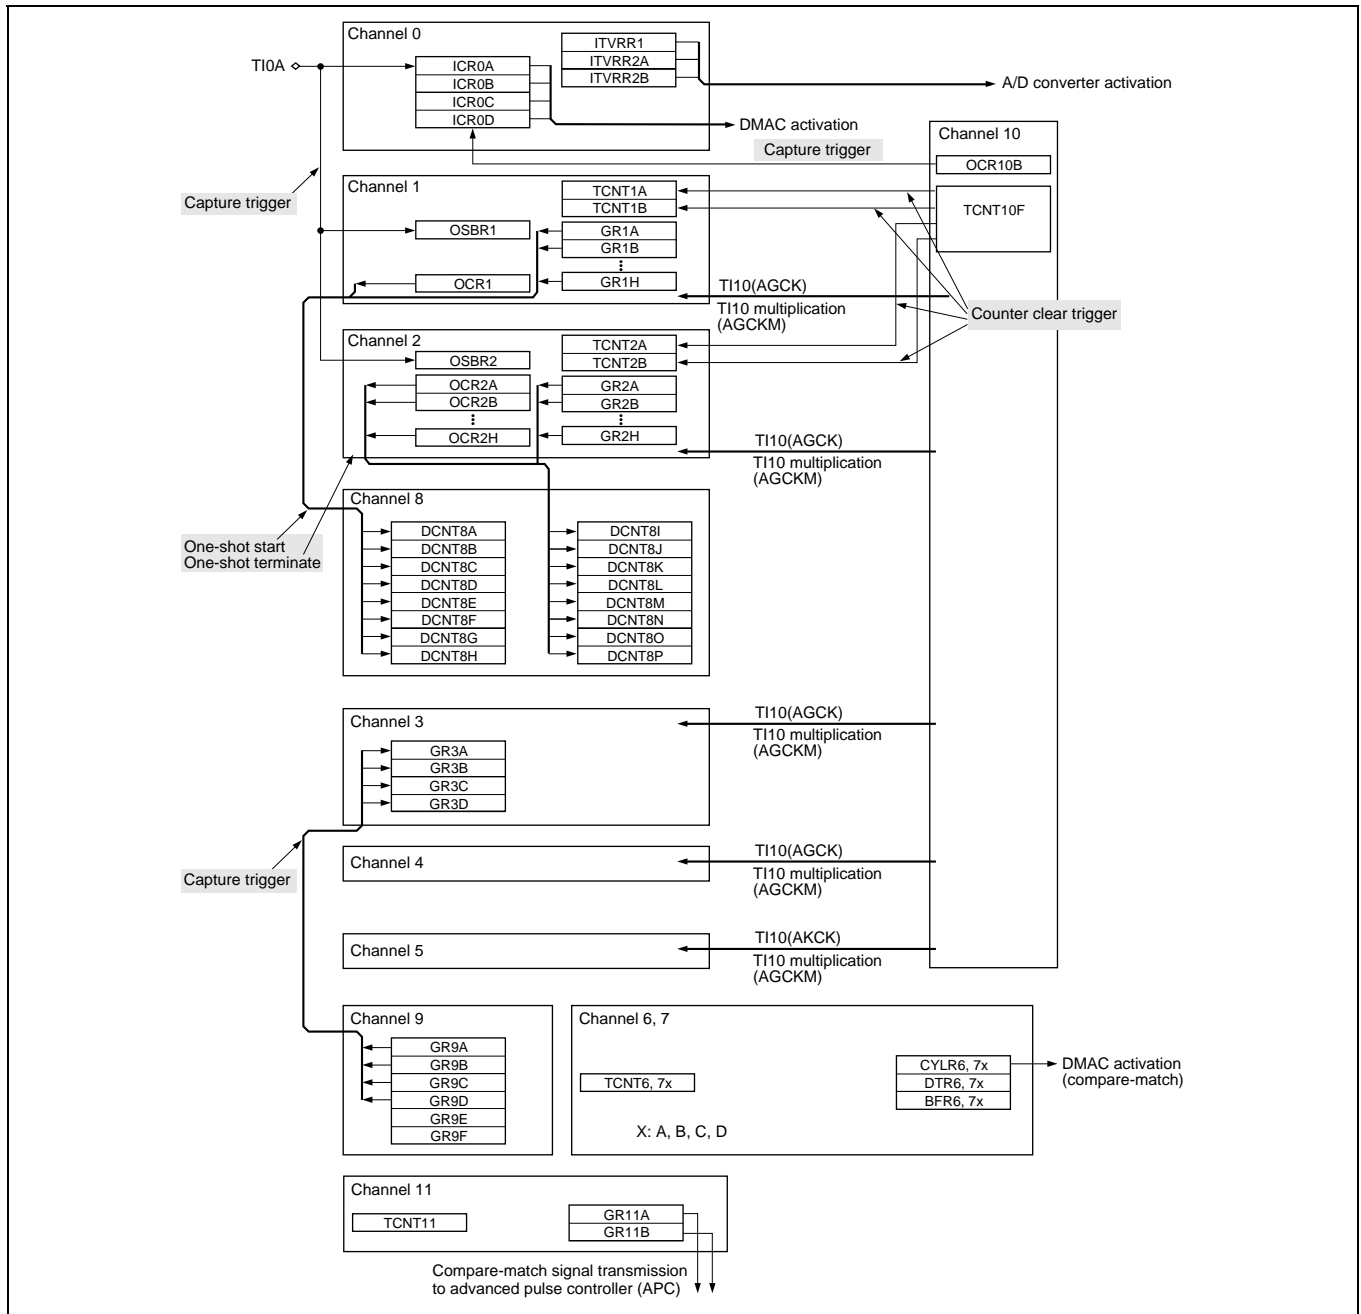 Channel 0
TI0A
ICR0A
ICR0B
ICR0C
ICR0D
ITVRR1
ITVRR2A
ITVRR2B
A/D converter activation
DMAC activation
Capture trigger
Channel 10
OCR10B
TCNT10F
Capture trigger
Channel 1
TCNT1A
TCNT1B
OSBR1
GR1A
GR1B
GR1H
OCR1
TI10(AGCK)
TI10 multiplication
(AGCKM)
Counter clear trigger
Channel 2
TCNT2A
TCNT2B
OSBR2
OCR2A
OCR2B
OCR2H
GR2A
GR2B
GR2H
TI10(AGCK)
TI10 multiplication
(AGCKM)
Channel 8
One-shot start
One-shot terminate
DCNT8A
DCNT8B
DCNT8C
DCNT8D
DCNT8E
DCNT8F
DCNT8G
DCNT8H
DCNT8I
DCNT8J
DCNT8K
DCNT8L
DCNT8M
DCNT8N
DCNT8O
DCNT8P
Channel 3
GR3A
GR3B
GR3C
GR3D
TI10(AGCK)
TI10 multiplication
(AGCKM)
Capture trigger
Channel 4
TI10(AGCK)
TI10 multiplication
(AGCKM)
Channel 5
TI10(AKCK)
TI10 multiplication
(AGCKM)
Channel 9
GR9A
GR9B
GR9C
GR9D
GR9E
GR9F
Channel 6, 7
TCNT6, 7x
CYLR6, 7x
DTR6, 7x
BFR6, 7x
X: A, B, C, D
DMAC activation
(compare-match)
Channel 11
TCNT11
GR11A
GR11B
Compare-match signal transmission
to advanced pulse controller (APC)